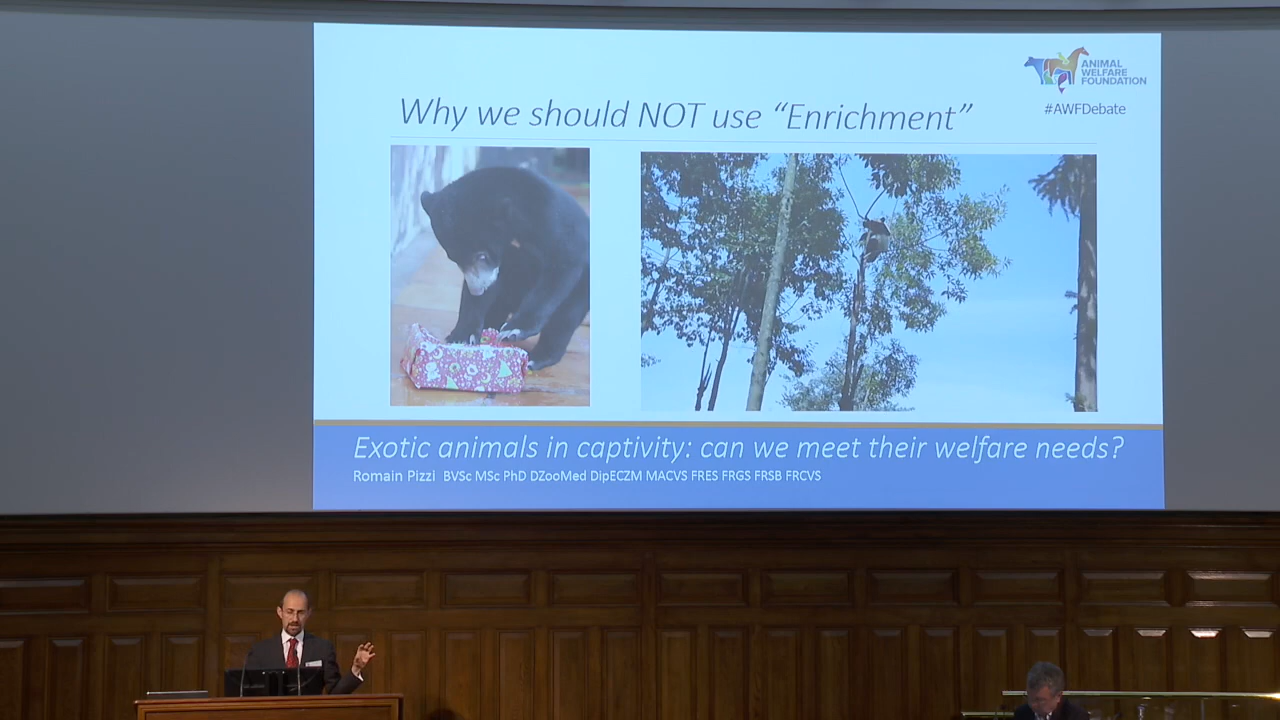 ANIMAL
WELFARE
FOUNDATION
#AWFDebate
Why we should NOT use “Enrichment”
Exotic animals in captivity: can we meet their welfare needs?
Romain Pizzi BVSc MSc PhD DZooMed DipECZM MACVS FRES FRGS FRSB FRCVS